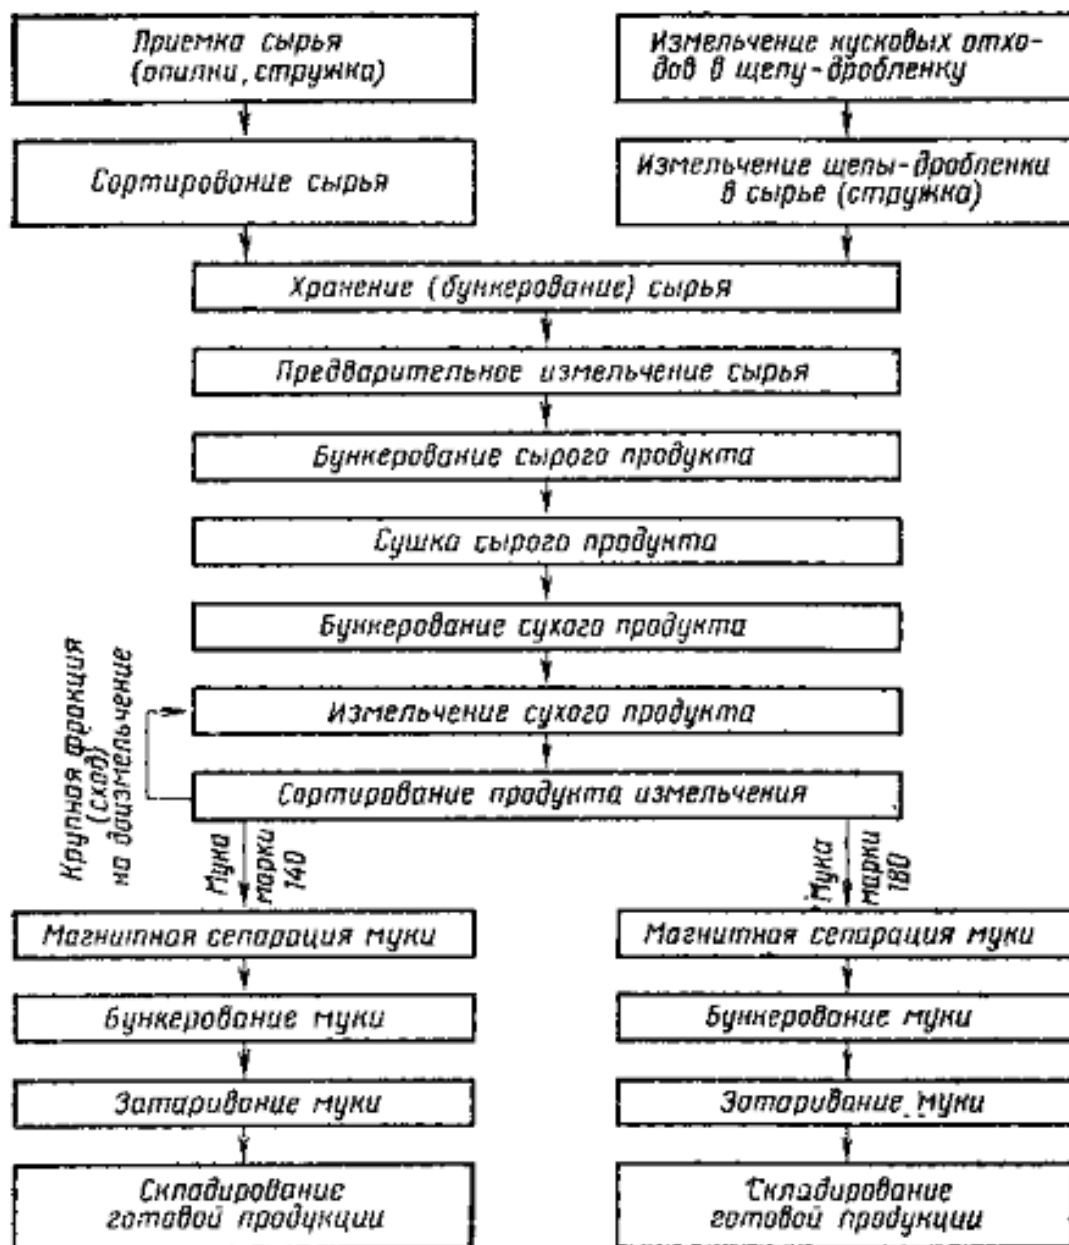 Приемка сырья
(опилки, стружка)
Измельчение кусковых отхо-
дов в щепу-дробленку
Сортирование сырья
Измельчение щепы-дробленки
в сырье (стружка)
Хранение (бункерование) сырья
Предварительное измельчение сырья
Бункерование сырого продукта
Сушка сырого продукта
Бункерование сухого продукта
Измельчение сухого продукта
Крупная фракция
(сход)
на доизмельчение
Сортирование продукта измельчения
Мука
марки
140
Мука
марки
180
Магнитная сепарация муки
Магнитная сепарация муки
Бункерование муки
Бункерование муки
Затаривание муки
Затаривание муки
Складирование
готовой продукции
Складирование
готовой продукции